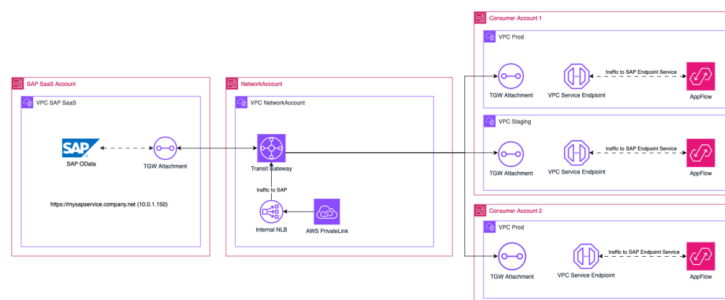 SAP SaaS Account
VPC SAP SaaS
SAP
SAP OData
TGW Attachment
https://mysapservice.company.net (10.0.1.150)
NetworkAccount
VPC NetworkAccount
Transit Gateway
traffic to SAP
Internal NLB
AWS PrivateLink
Consumer Account 1
VPC Prod
TGW Attachment
VPC Service Endpoint
traffic to SAP Endpoint Service
AppFlow
VPC Staging
TGW Attachment
VPC Service Endpoint
traffic to SAP Endpoint Service
AppFlow
Consumer Account 2
VPC Prod
TGW Attachment
VPC Service Endpoint
traffic to SAP Endpoint Service
AppFlow